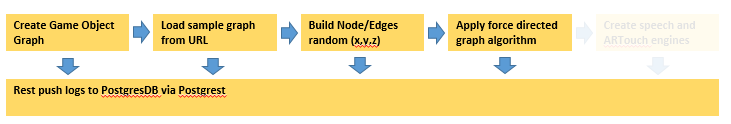 Create Game Object
Graph
Load sample graph
from URL
Build Node/Edges
random (x,y,z)
Apply force directed
graph algorithm
Create speech and
ARTouch engines
Rest push logs to PostgresDB via Postgrest